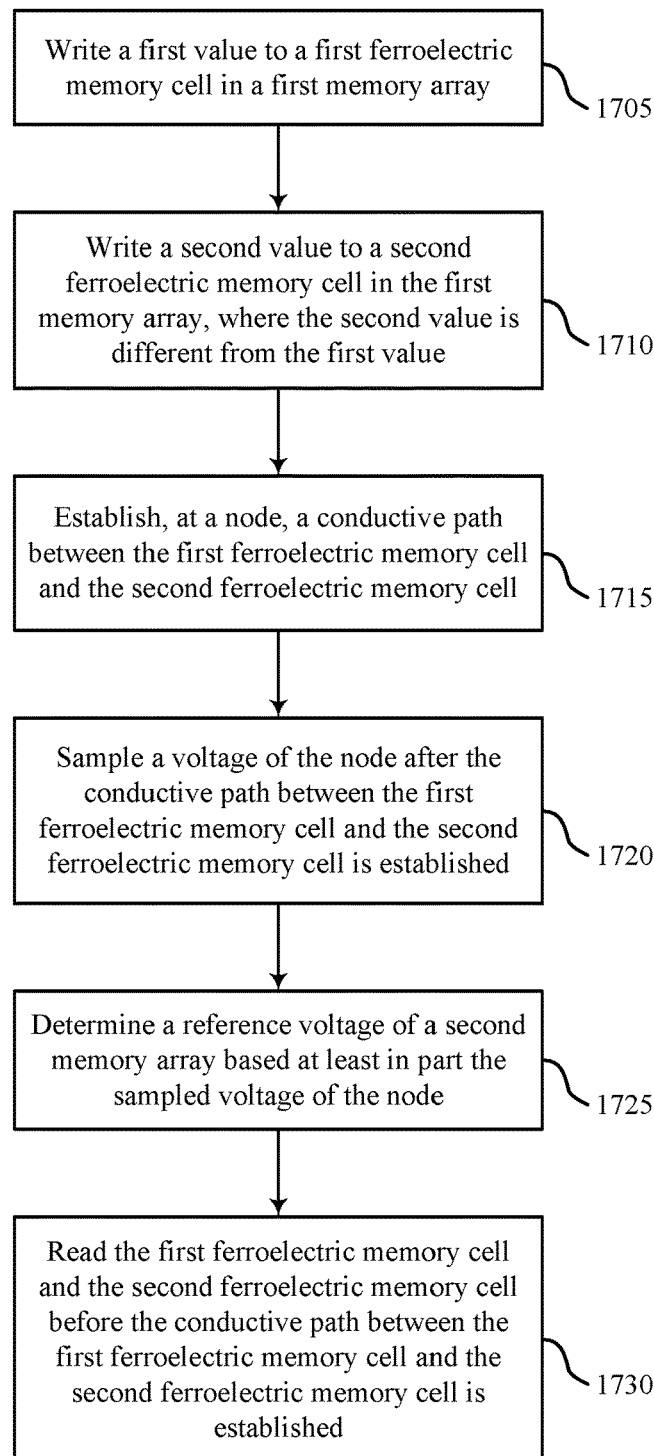 Write a first value to a first ferroelectric
memory cell in a first memory array
1705
Write a second value to a second
ferroelectric memory cell in the first
memory array, where the second value is
different from the first value
1710
Establish, at a node, a conductive path
between the first ferroelectric memory cell
and the second ferroelectric memory cell
1715
Sample a voltage of the node after the
conductive path between the first
ferroelectric memory cell and the second
ferroelectric memory cell is established
1720
Determine a reference voltage of a second
memory array based at least in part the
sampled voltage of the node
1725
Read the first ferroelectric memory cell
and the second ferroelectric memory cell
before the conductive path between the
first ferroelectric memory cell and the
second ferroelectric memory cell is
established
1730